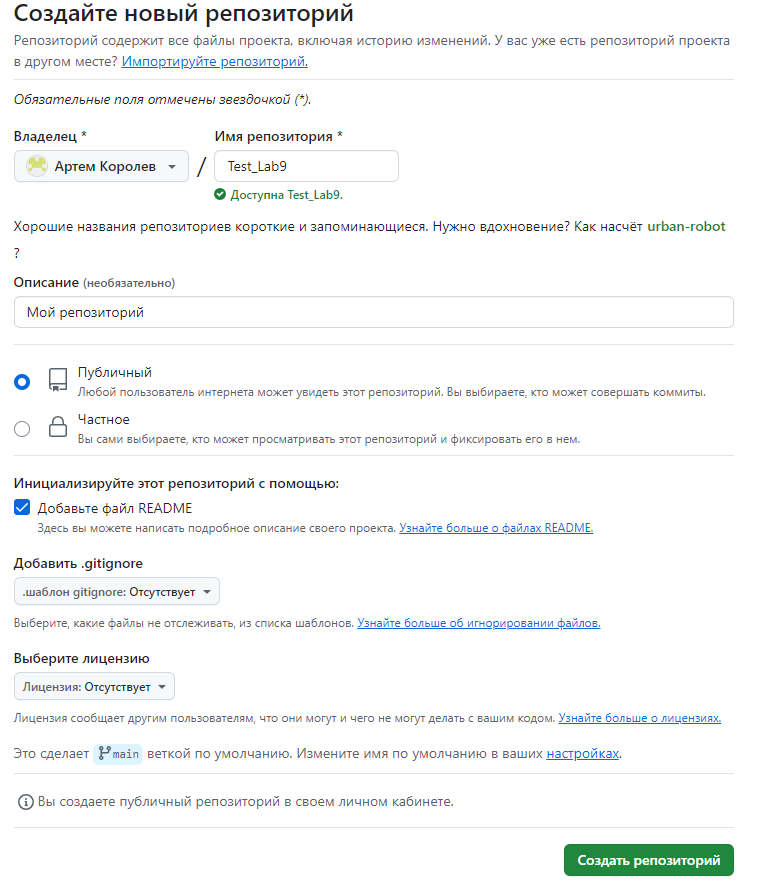 Создайте новый репозиторий
Репозиторий содержит все файлы проекта, включая историю изменений. У вас уже есть репозиторий проекта
в другом месте? Импортируйте репозиторий.
Обязательные поля отмечены звездочкой (*).
Владелец * Имя репозитория *
Артем Королев / Test_Lab9
Доступна Test_Lab9.
Хорошие названия репозиториев короткие и запоминающиеся. Нужно вдохновение? Как насчёт urban-robot
?
Описание (необязательно)
Мой репозиторий
Публичный
Любой пользователь интернета может увидеть этот репозиторий. Вы выбираете, кто может совершать коммиты.
Частное
Вы сами выбираете, кто может просматривать этот репозиторий и фиксировать его в нем.
Инициализируйте этот репозиторий с помощью:
Добавьте файл README
Здесь вы можете написать подробное описание своего проекта. Узнайте больше о файлах README.
Добавить .gitignore
.шаблон gitignore: Отсутствует
Выберите, какие файлы не отслеживать, из списка шаблонов. Узнайте больше об игнорировании файлов.
Выберите лицензию
Лицензия: Отсутствует
Лицензия сообщает другим пользователям, что они могут и чего не могут делать с вашим кодом. Узнайте больше о лицензиях.
Это сделает main веткой по умолчанию. Измените имя по умолчанию в ваших настройках.
Вы создаете публичный репозиторий в своем личном кабинете.
Создать репозиторий